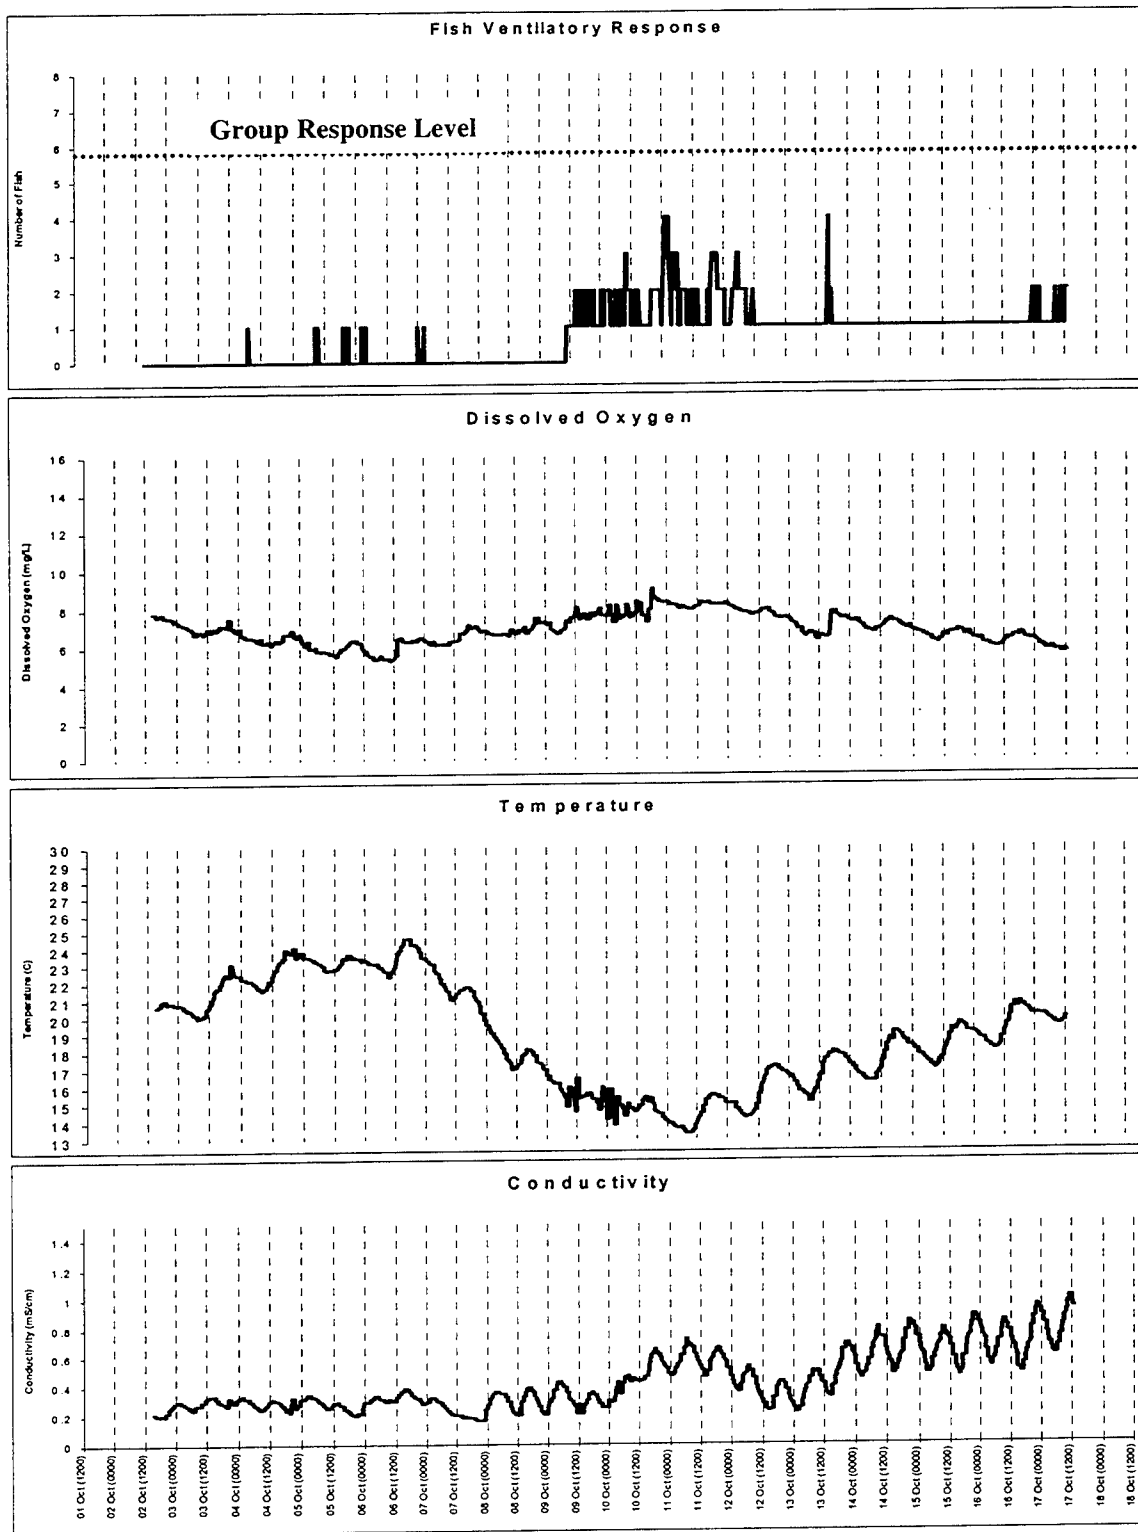 Fish Ventilatory Response
Number of Fish
8
7
6
5
4
3
2
1
0
Group Response Level
Dissolved Oxygen
Dissolved Oxygen (mg/L)
16
14
12
10
8
6
4
2
0
Temperature
Temperature (C)
30
29
28
27
26
25
24
23
22
21
20
19
18
17
16
15
14
13
Conductivity
Conductivity (mS/cm)
1.4
1.2
1
0.8
0.6
0.4
0.2
0
01 Oct (1200)
02 Oct (0000)
02 Oct (1200)
03 Oct (0000)
03 Oct (1200)
04 Oct (0000)
04 Oct (1200)
05 Oct (0000)
05 Oct (1200)
06 Oct (0000)
06 Oct (1200)
07 Oct (0000)
07 Oct (1200)
08 Oct (0000)
08 Oct (1200)
09 Oct (0000)
09 Oct (1200)
10 Oct (0000)
10 Oct (1200)
11 Oct (0000)
11 Oct (1200)
12 Oct (0000)
12 Oct (1200)
13 Oct (0000)
13 Oct (1200)
14 Oct (0000)
14 Oct (1200)
15 Oct (0000)
15 Oct (1200)
16 Oct (0000)
16 Oct (1200)
17 Oct (0000)
17 Oct (1200)
18 Oct (0000)
18 Oct (1200)